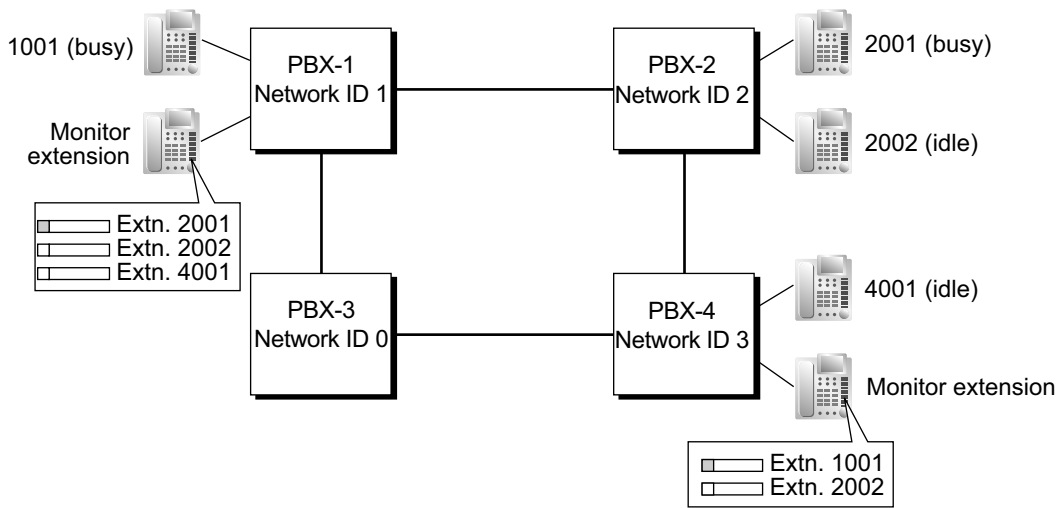 1001 (busy)
PBX-1
Network ID 1
PBX-2
Network ID 2
2001 (busy)
Monitor
extension
2002 (idle)
Extn. 2001
Extn. 2002
Extn. 4001
PBX-3
Network ID 0
PBX-4
Network ID 3
4001 (idle)
Monitor extension
Extn. 1001
Extn. 2002